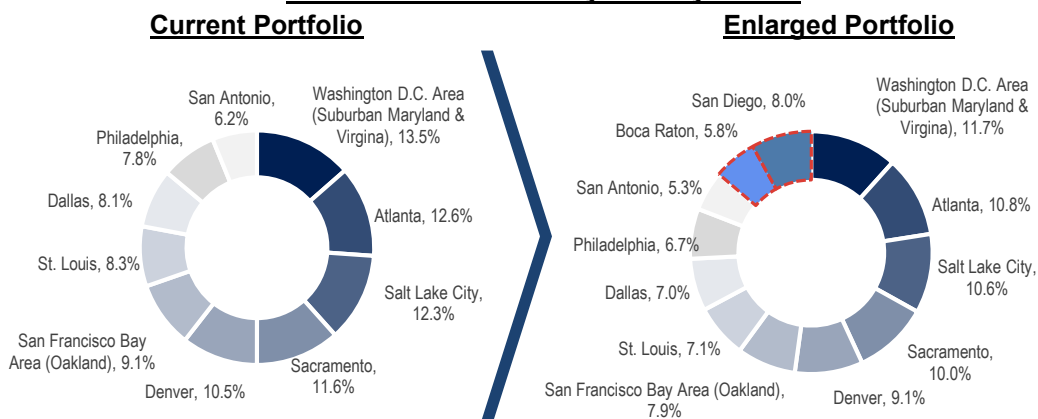 Current Portfolio
San Antonio,
6.2%
Washington D.C. Area
(Suburban Maryland &
Virgina), 13.5%
Philadelphia,
7.8%
Dallas, 8.1%
Atlanta, 12.6%
St. Louis, 8.3%
Salt Lake City,
12.3%
San Francisco Bay
Area (Oakland), 9.1%
Sacramento,
11.6%
Denver, 10.5%
Enlarged Portfolio
San Diego, 8.0%
Washington D.C. Area
(Suburban Maryland &
Virgina), 11.7%
Boca Raton, 5.8%
San Antonio, 5.3%
Atlanta, 10.8%
Philadelphia, 6.7%
Salt Lake City,
10.6%
Dallas, 7.0%
St. Louis, 7.1%
Sacramento,
10.0%
San Francisco Bay Area (Oakland),
7.9%
Denver, 9.1%